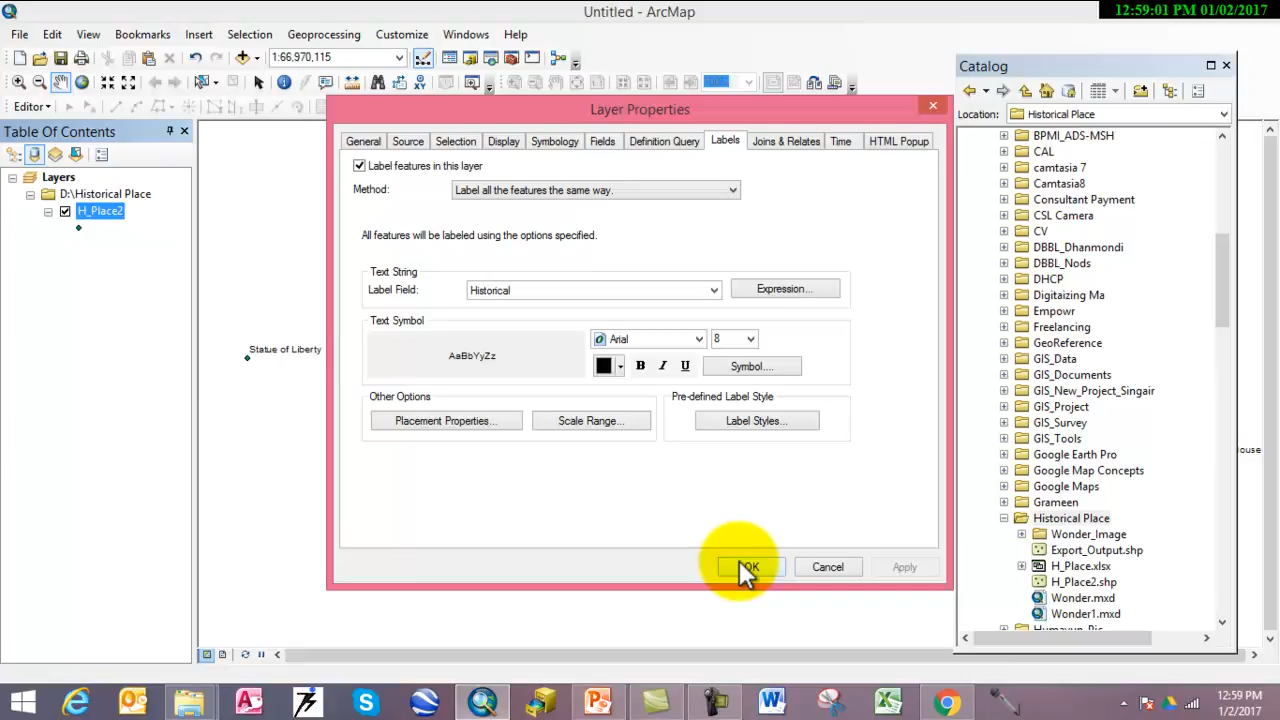 Untitled - ArcMap
12:59:01 PM 01/02/2017
File Edit View Bookmarks Insert Selection Geoprocessing Customize Windows Help
1:66,970,115
Editor
Table Of Contents
Layers
D:\Historical Place
H_Place2
Statue of Liberty
Layer Properties
General Source Selection Display Symbology Fields Definition Query Labels Joins & Relates Time HTML Popup
Label features in this layer
Method: Label all the features the same way.
All features will be labeled using the options specified.
Text String
Label Field: Historical Expression...
Text Symbol
AaBbYyZz
Arial 8
B I U Symbol....
Other Options
Placement Properties... Scale Range...
Pre-defined Label Style
Label Styles...
OK Cancel Apply
Catalog
Location: Historical Place
BPMI_ADS-MSH
CAL
camtasia 7
Camtasia8
Consultant Payment
CSL Camera
CV
DBBL_Dhanmondi
DBBL_Nods
DHCP
Digitaizing Ma
Empowr
Freelancing
GeoReference
GIS_Data
GIS_Documents
GIS_New_Project_Singair
GIS_Project
GIS_Survey
GIS_Tools
Google Earth Pro
Google Map Concepts
Google Maps
Grameen
Historical Place
Wonder_Image
Export_Output.shp
H_Place.xlsx
H_Place2.shp
Wonder.mxd
Wonder1.mxd
Humayun_Pic
ouse
12:59 PM
1/2/2017